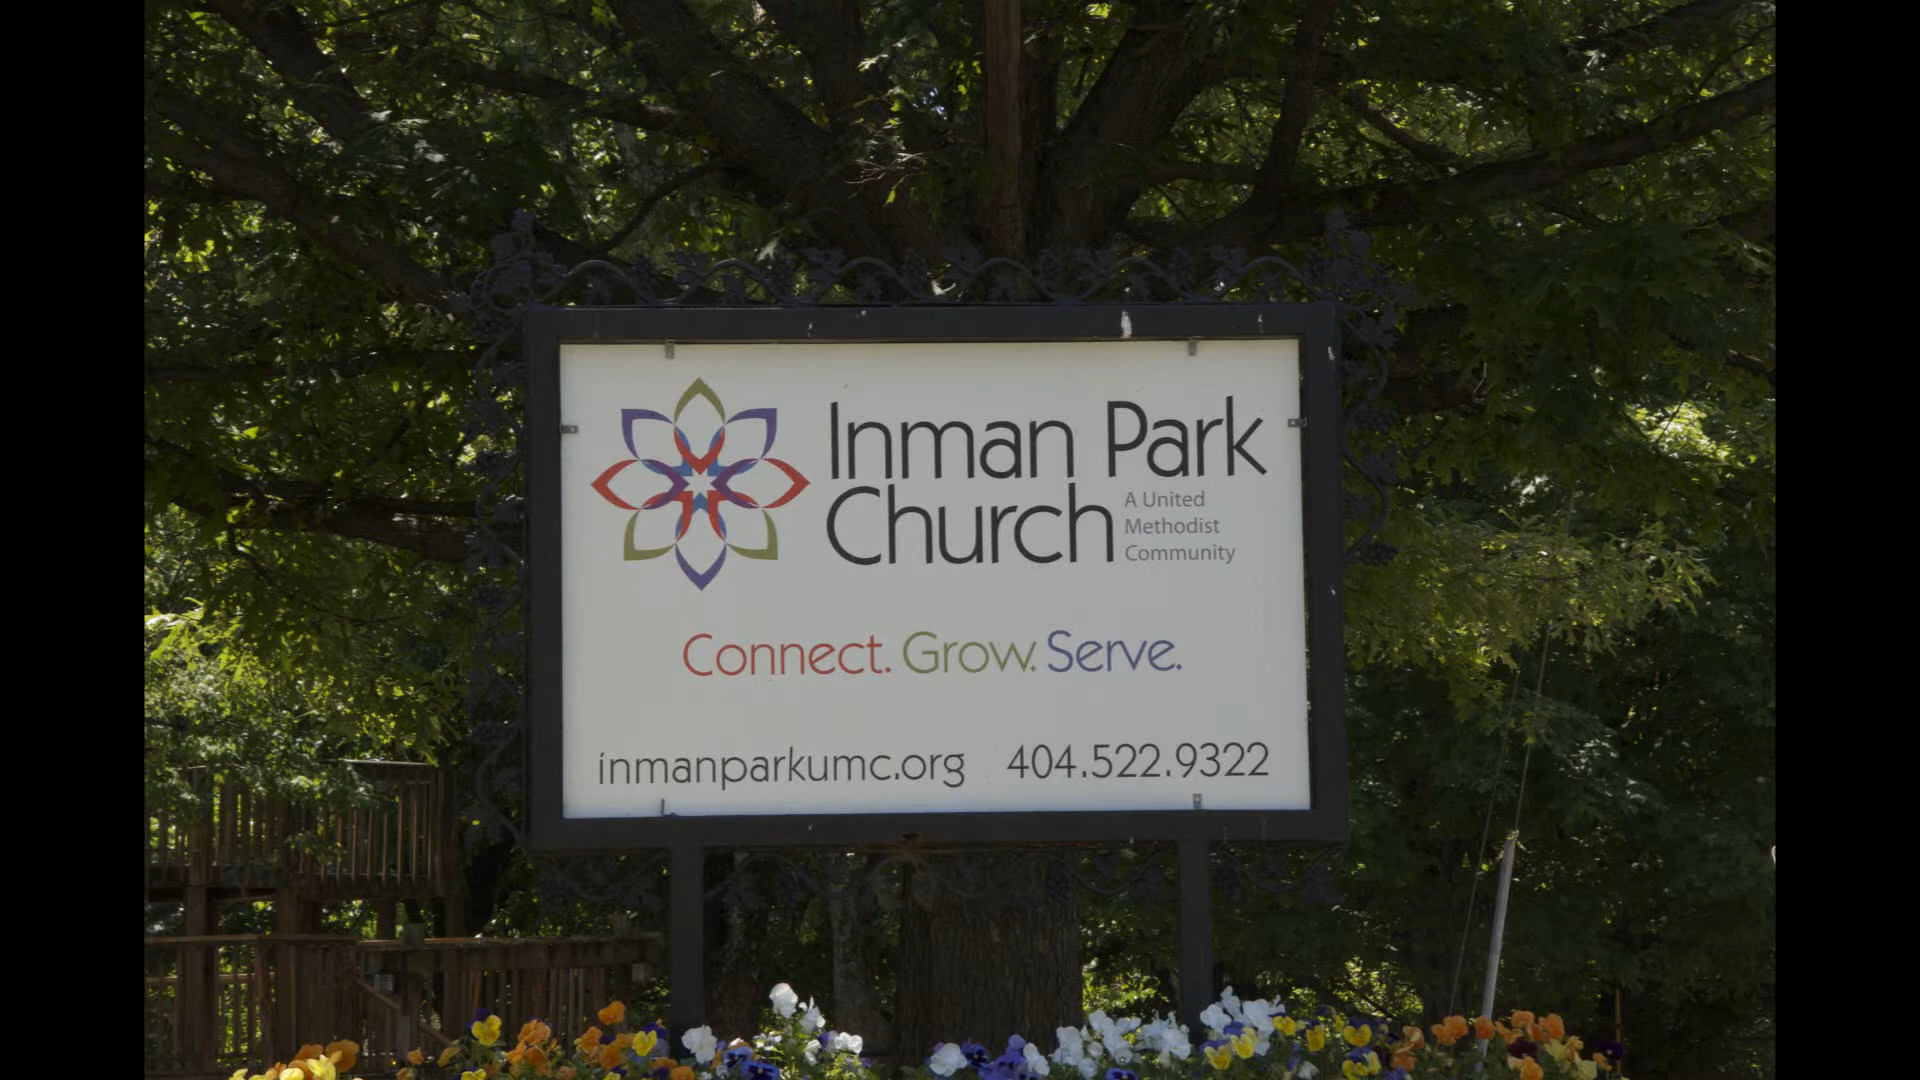 Inman Park
Church
A United
Methodist
Community
Connect. Grow. Serve.
inmanparkumc.org 404.522.9322